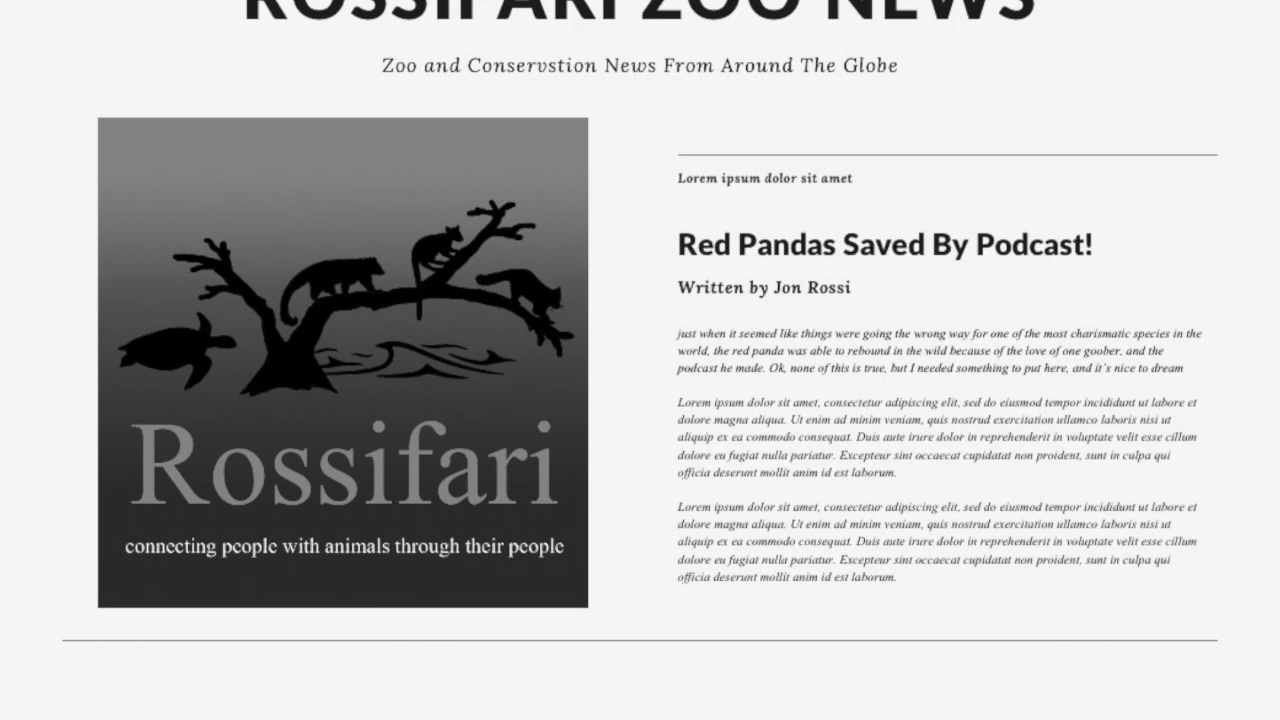 ROSSIFARI ZOO NEWS
Zoo and Conservstion News From Around The Globe
Lorem ipsum dolor sit amet
Red Pandas Saved By Podcast!
Written by Jon Rossi
just when it seemed like things were going the wrong way for one of the most charismatic species in the
world, the red panda was able to rebound in the wild because of the love of one goober, and the
podcast he made. Ok, none of this is true, but I needed something to put here, and it's nice to dream
Lorem ipsum dolor sit amet, consectetur adipiscing elit, sed do eiusmod tempor incididunt ut labore et
dolore magna aliqua. Ut enim ad minim veniam, quis nostrud exercitation ullamco laboris nisi ut
aliquip ex ea commodo consequat. Duis aute irure dolor in reprehenderit in voluptate velit esse cillum
dolore eu fugiat nulla pariatur. Excepteur sint occaecat cupidatat non proident, sunt in culpa qui
officia deserunt mollit anim id est laborum.
Lorem ipsum dolor sit amet, consectetur adipiscing elit, sed do eiusmod tempor incididunt ut labore et
dolore magna aliqua. Ut enim ad minim veniam, quis nostrud exercitation ullamco laboris nisi ut
aliquip ex ea commodo consequat. Duis aute irure dolor in reprehenderit in voluptate velit esse cillum
dolore eu fugiat nulla pariatur. Excepteur sint occaecat cupidatat non proident, sunt in culpa qui
officia deserunt mollit anim id est laborum.
Rossifari
connecting people with animals through their people